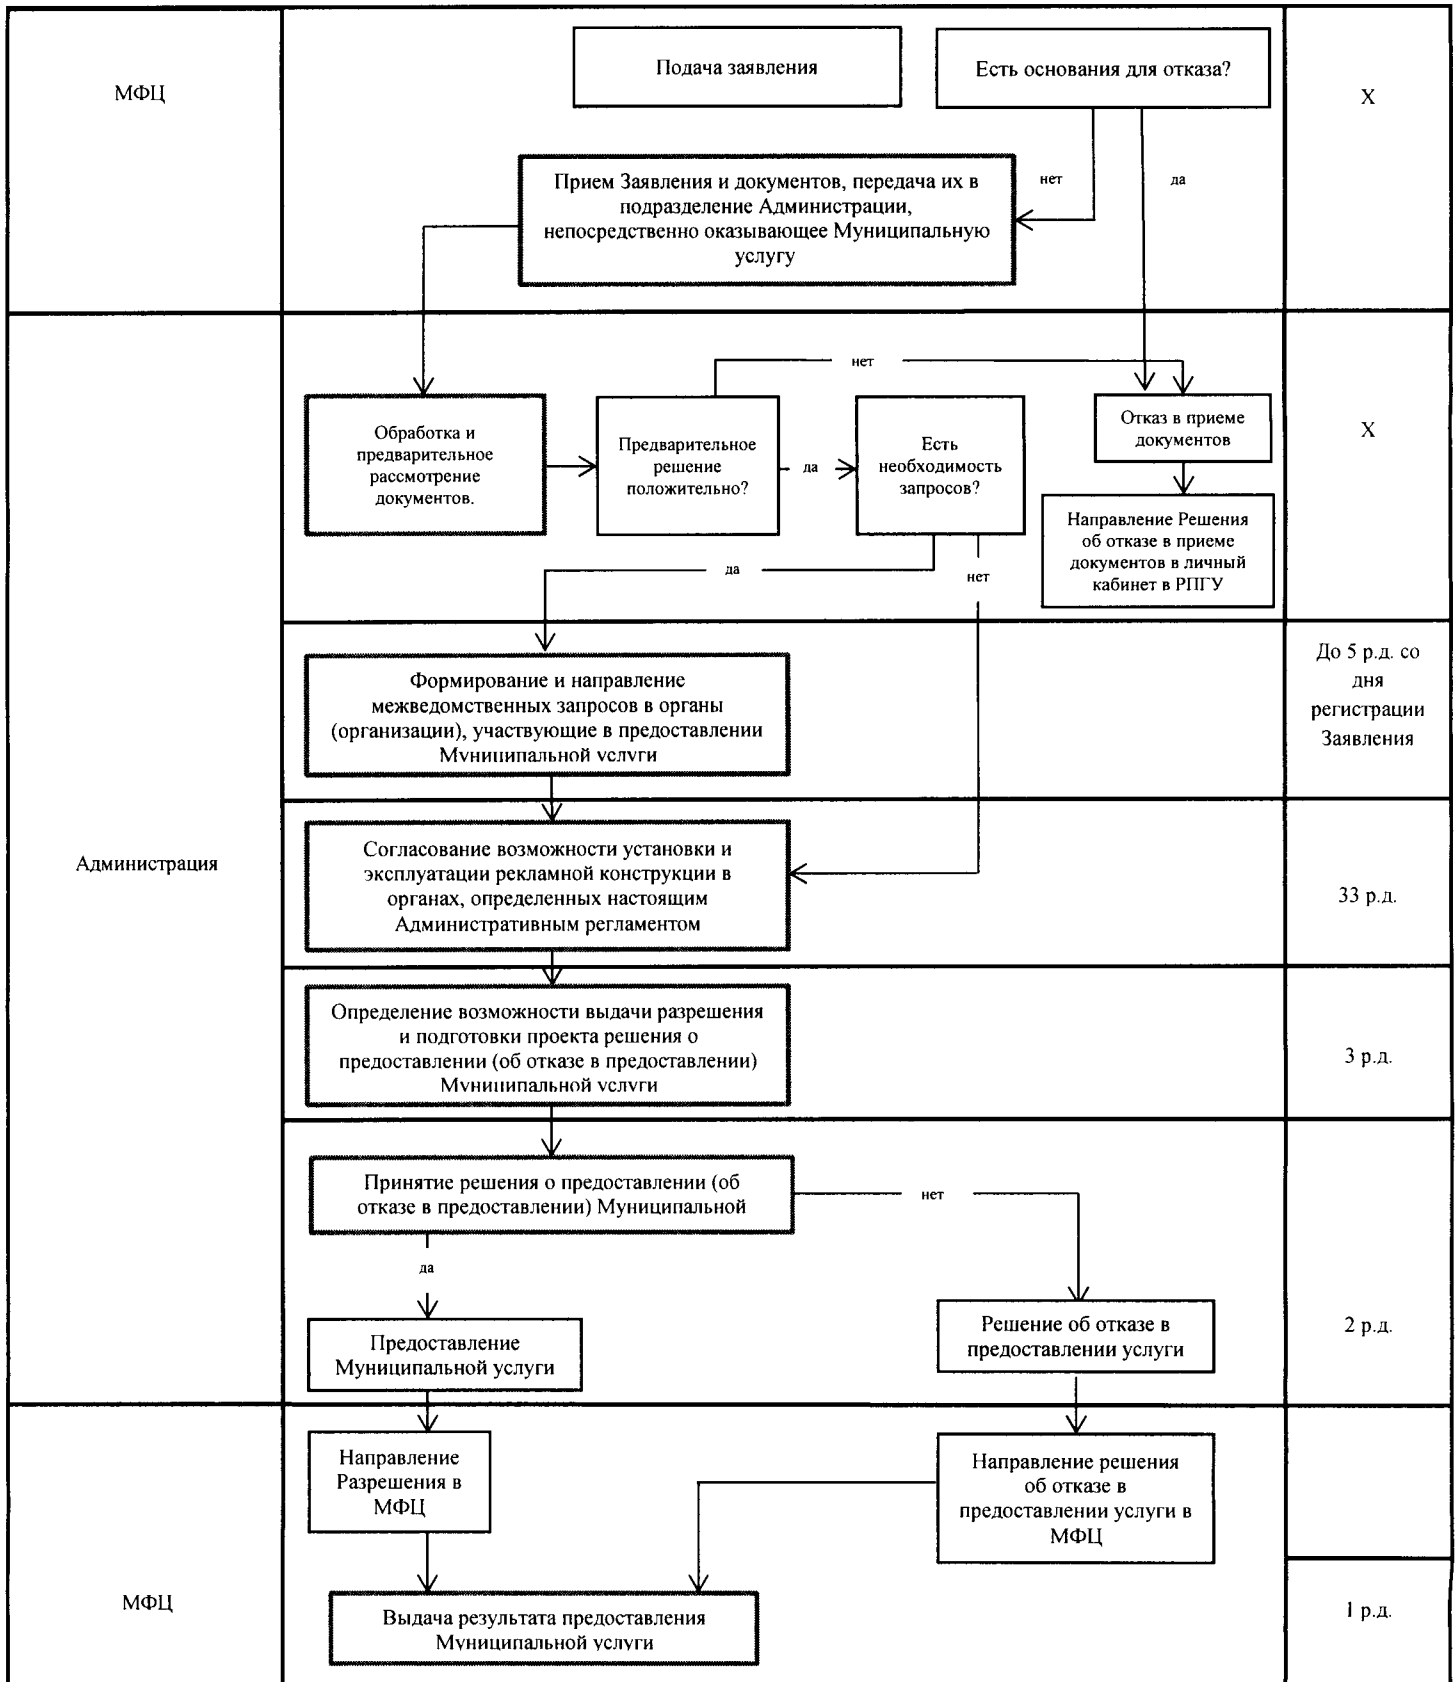 МФЦ
Подача заявления
Есть основания для отказа?
X
нет
да
Прием Заявления и документов, передача их в
подразделение Администрации,
непосредственно оказывающее Муниципальную
услугу
Администрация
нет
Обработка и
предварительное
рассмотрение
документов.
Предварительное
решение
положительно?
да
Есть
необходимость
запросов?
Отказ в приеме
документов
X
Направление Решения
об отказе в приеме
документов в личный
кабинет в РПГУ
да
нет
Формирование и направление
межведомственных запросов в органы
(организации), участвующие в предоставлении
Муниципальной услуги
До 5 р.д. со
дня
регистрации
Заявления
Согласование возможности установки и
эксплуатации рекламной конструкции в
органах, определенных настоящим
Административным регламентом
33 р.д.
Определение возможности выдачи разрешения
и подготовки проекта решения о
предоставлении (об отказе в предоставлении)
Муниципальной услуги
3 р.д.
Принятие решения о предоставлении (об
отказе в предоставлении) Муниципальной
нет
да
Предоставление
Муниципальной услуги
Решение об отказе в
предоставлении услуги
2 р.д.
МФЦ
Направление
Разрешения в
МФЦ
Направление решения
об отказе в
предоставлении услуги в
МФЦ
Выдача результата предоставления
Муниципальной услуги
1 р.д.